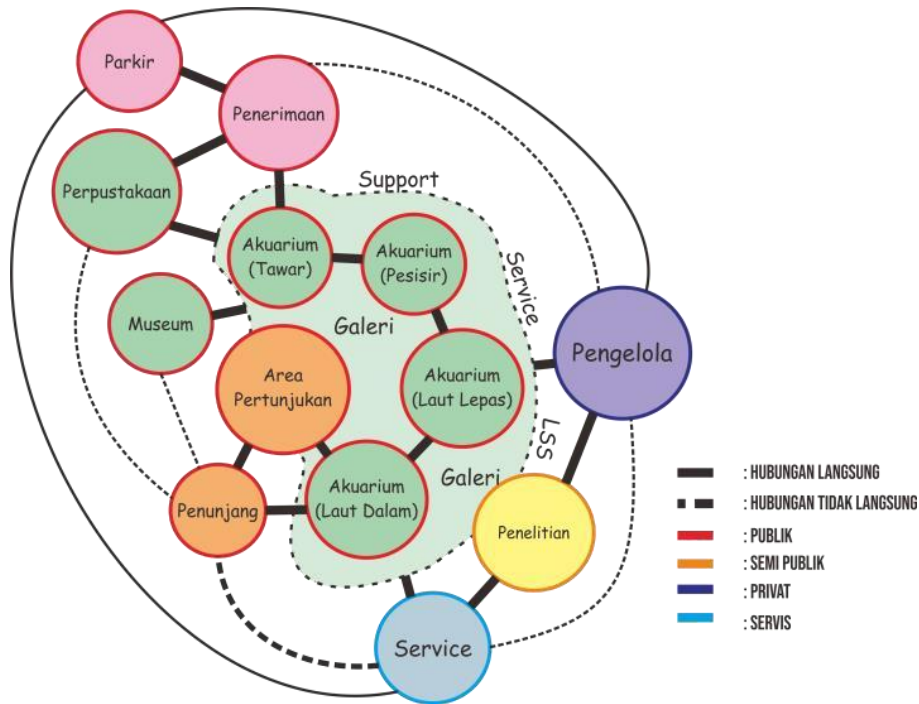 Parkir
Penerimaan
Perpustakaan
Support
Akuarium
(Tawar)
Akuarium
(Pesisir)
Service
Museum
Galeri
Pengelola
Area
Pertunjukan
Akuarium
(Laut Lepas)
LSS
Galeri
Akuarium
(Laut Dalam)
Penunjang
Penelitian
Service
: HUBUNGAN LANGSUNG
: HUBUNGAN TIDAK LANGSUNG
: PUBLIK
: SEMI PUBLIK
: PRIVAT
: SERVIS